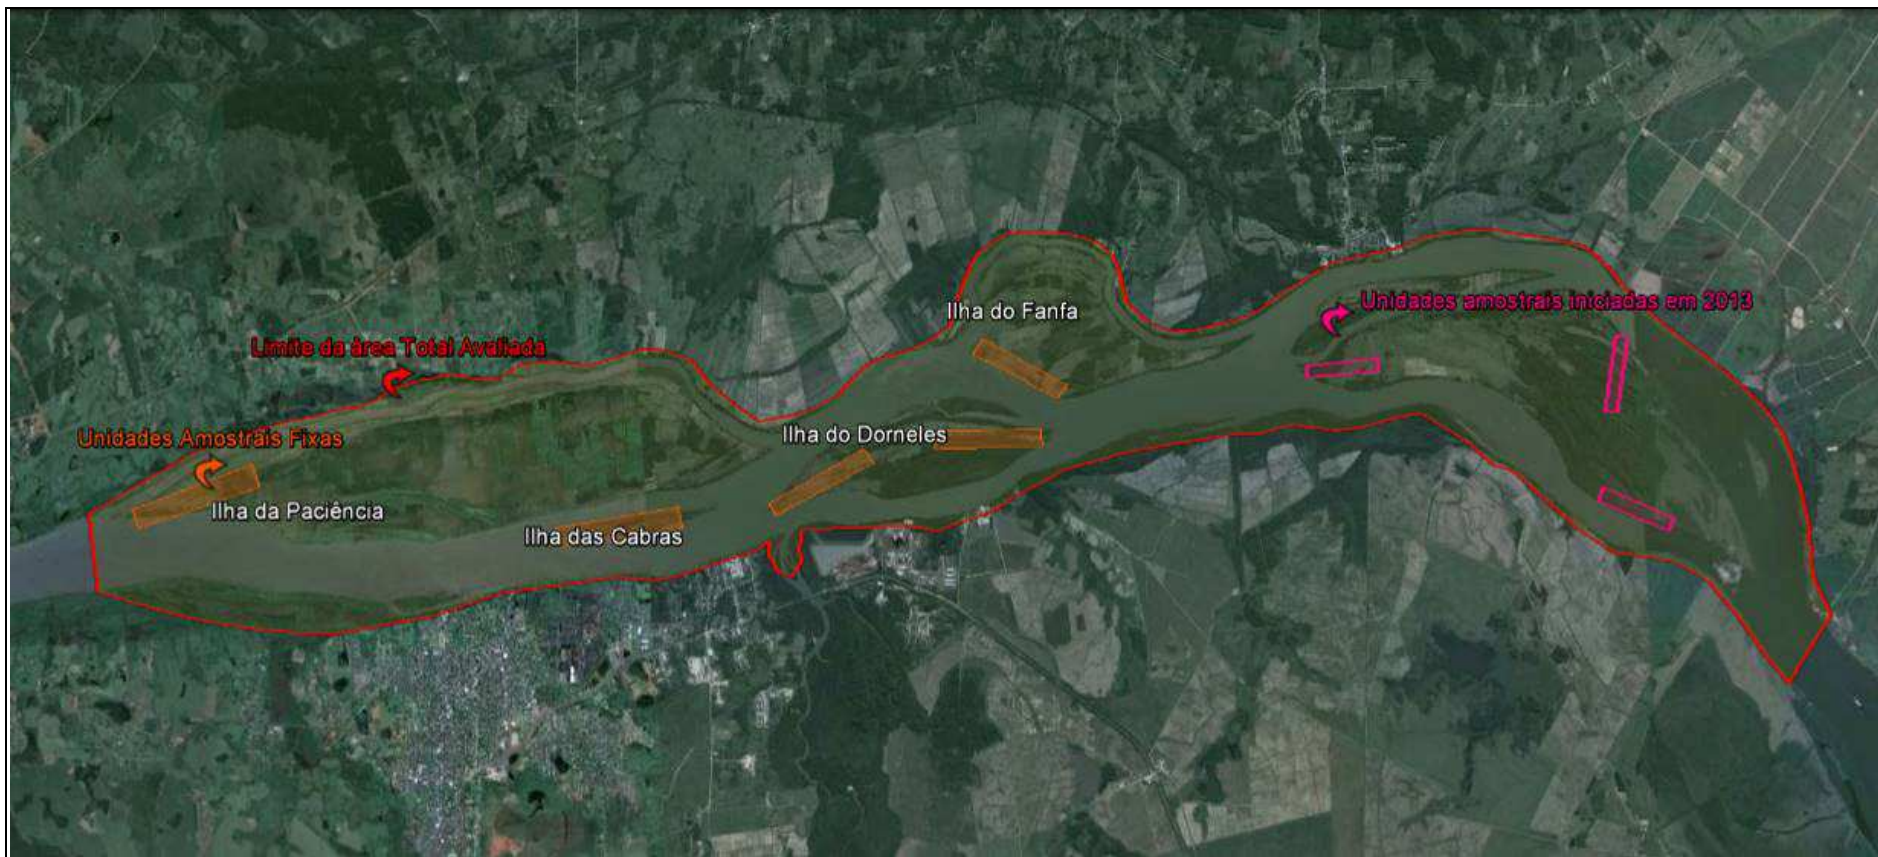 Unidades amostrais iniciadas em 2013
Ilha do Fanfa
Limite da área Total Avaliada
Unidades Amostrais Fixas
Ilha do Dorneles
Ilha da Paciência
Ilha das Cabras